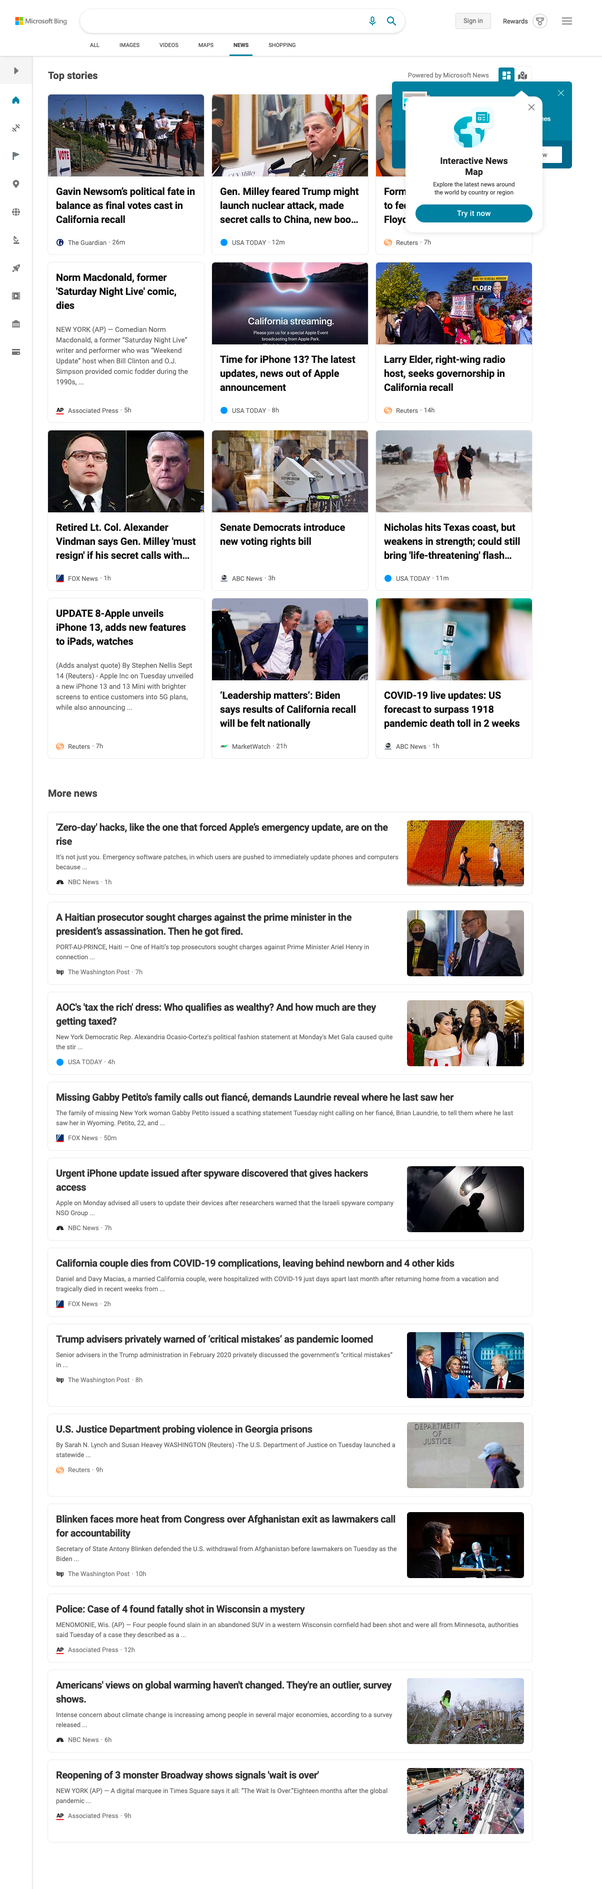 Microsoft Bing
Sign in
Rewards
ALL
IMAGES
VIDEOS
MAPS
NEWS
SHOPPING
Top stories
Powered by Microsoft News
Interactive News
Map
Explore the latest news around
the world by country or region
Try it now
VOTE
Gavin Newsom's political fate in
balance as final votes cast in
California recall
The Guardian · 26m
Gen. Milley feared Trump might
launch nuclear attack, made
secret calls to China, new boo...
USA TODAY · 12m
Form
to fe
Floyc
Reuters · 7h
Norm Macdonald, former
'Saturday Night Live' comic,
dies
NEW YORK (AP) — Comedian Norm
Macdonald, a former "Saturday Night Live"
writer and performer who was "Weekend
Update" host when Bill Clinton and O.J.
Simpson provided comic fodder during the
1990s, ...
AP Associated Press · 5h
California streaming.
Please join us for a special Apple Event
broadcasting from Apple Park.
Time for iPhone 13? The latest
updates, news out of Apple
announcement
USA TODAY · 8h
ELDER
Larry Elder, right-wing radio
host, seeks governorship in
California recall
Reuters · 14h
Retired Lt. Col. Alexander
Vindman says Gen. Milley 'must
resign' if his secret calls with...
FOX News · 1h
Senate Democrats introduce
new voting rights bill
ABC News · 3h
Nicholas hits Texas coast, but
weakens in strength; could still
bring 'life-threatening' flash...
USA TODAY · 11m
UPDATE 8-Apple unveils
iPhone 13, adds new features
to iPads, watches
(Adds analyst quote) By Stephen Nellis Sept
14 (Reuters) - Apple Inc on Tuesday unveiled
a new iPhone 13 and 13 Mini with brighter
screens to entice customers into 5G plans,
while also announcing ...
Reuters · 7h
'Leadership matters': Biden
says results of California recall
will be felt nationally
MarketWatch · 21h
COVID-19 live updates: US
forecast to surpass 1918
pandemic death toll in 2 weeks
ABC News · 1h
More news
'Zero-day' hacks, like the one that forced Apple's emergency update, are on the
rise
It's not just you. Emergency software patches, in which users are pushed to immediately update phones and computers
because ...
NBC News · 1h
A Haitian prosecutor sought charges against the prime minister in the
president's assassination. Then he got fired.
PORT-AU-PRINCE, Haiti — One of Haiti's top prosecutors sought charges against Prime Minister Ariel Henry in
connection ...
wp The Washington Post · 7h
AOC's 'tax the rich' dress: Who qualifies as wealthy? And how much are they
getting taxed?
New York Democratic Rep. Alexandria Ocasio-Cortez's political fashion statement at Monday's Met Gala caused quite
the stir ...
USA TODAY · 4h
Missing Gabby Petito's family calls out fiancé, demands Laundrie reveal where he last saw her
The family of missing New York woman Gabby Petito issued a scathing statement Tuesday night calling on her fiancé, Brian Laundrie, to tell them where he last
saw her in Wyoming. Petito, 22, and ...
FOX News · 50m
Urgent iPhone update issued after spyware discovered that gives hackers
access
Apple on Monday advised all users to update their devices after researchers warned that the Israeli spyware company
NSO Group ...
NBC News · 7h
California couple dies from COVID-19 complications, leaving behind newborn and 4 other kids
Daniel and Davy Macias, a married California couple, were hospitalized with COVID-19 just days apart last month after returning home from a vacation and
tragically died in recent weeks from ...
FOX News · 2h
Trump advisers privately warned of 'critical mistakes' as pandemic loomed
Senior advisers in the Trump administration in February 2020 privately discussed the government's "critical mistakes"
in ...
wp The Washington Post · 8h
U.S. Justice Department probing violence in Georgia prisons
By Sarah N. Lynch and Susan Heavey WASHINGTON (Reuters) -The U.S. Department of Justice on Tuesday launched a
statewide ...
Reuters · 9h
DEPARTMENT
OF
JUSTICE
Blinken faces more heat from Congress over Afghanistan exit as lawmakers call
for accountability
Secretary of State Antony Blinken defended the U.S. withdrawal from Afghanistan before lawmakers on Tuesday as the
Biden ...
wp The Washington Post · 10h
Police: Case of 4 found fatally shot in Wisconsin a mystery
MENOMONIE, Wis. (AP) — Four people found slain in an abandoned SUV in a western Wisconsin cornfield had been shot and were all from Minnesota, authorities
said Tuesday of a case they described as a ...
AP Associated Press · 12h
Americans' views on global warming haven't changed. They're an outlier, survey
shows.
Intense concern about climate change is increasing among people in several major economies, according to a survey
released ...
NBC News · 6h
Reopening of 3 monster Broadway shows signals 'wait is over'
NEW YORK (AP) — A digital marquee in Times Square says it all: "The Wait Is Over."Eighteen months after the global
pandemic ...
AP Associated Press · 9h